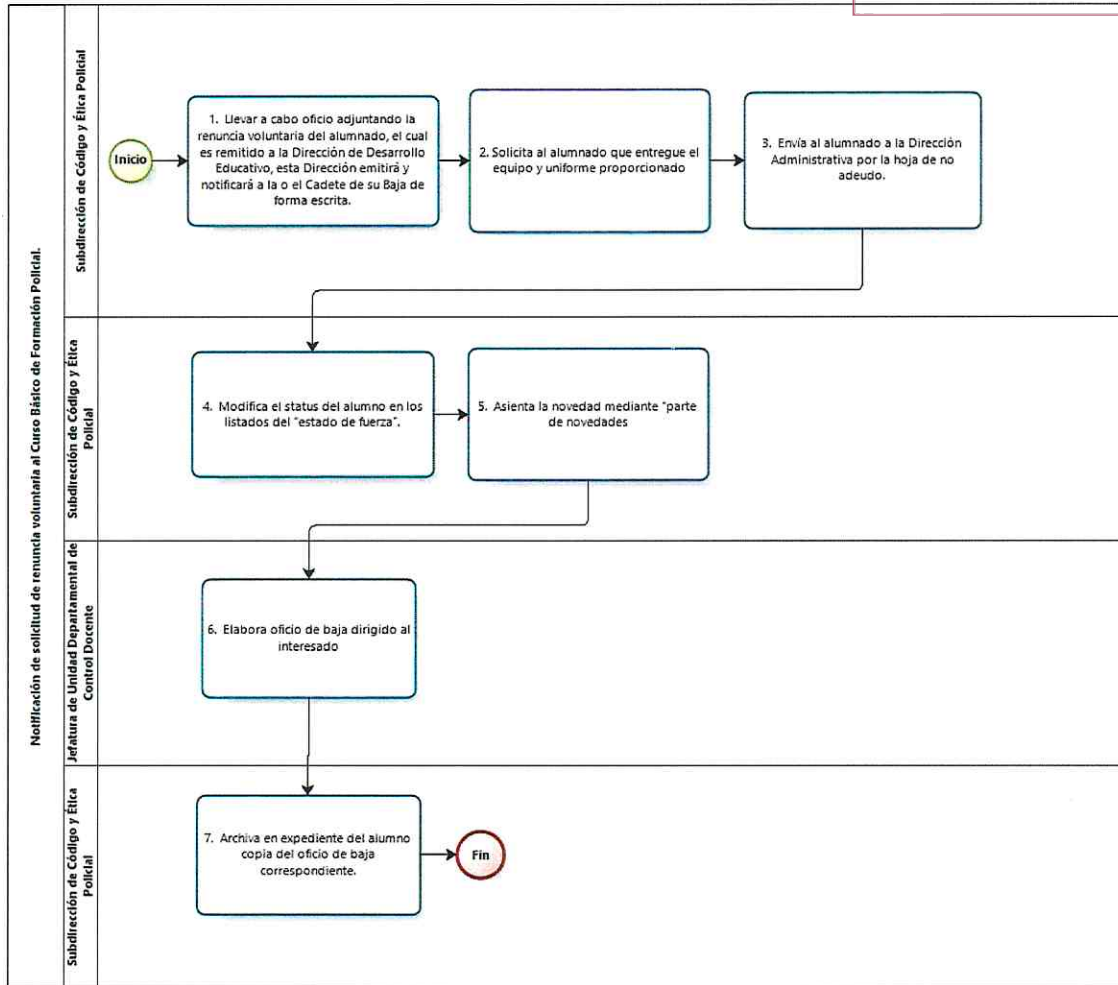 Notificación de solicitud de renuncia voluntaria al Curso Básico de Formación Policial.
Subdirección de Código y Ética Policial
Inicio
1. Llevar a cabo oficio adjuntando la
renuncia voluntaria del alumnado, el cual
es remitido a la Dirección de Desarrollo
Educativo, esta Dirección emitirá y
notificará a la o el Cadete de su Baja de
forma escrita.
2. Solicita al alumnado que entregue el
equipo y uniforme proporcionado
3. Envía al alumnado a la Dirección
Administrativa por la hoja de no
adeudo.
Subdirección de Código y Ética
Policial
4. Modifica el status del alumno en los
listados del "estado de fuerza".
5. Asienta la novedad mediante "parte
de novedades
Jefatura de Unidad Departamental de
Control Docente
6. Elabora oficio de baja dirigido al
interesado
Subdirección de Código y Ética
Policial
7. Archiva en expediente del alumno
copia del oficio de baja
correspondiente.
Fin